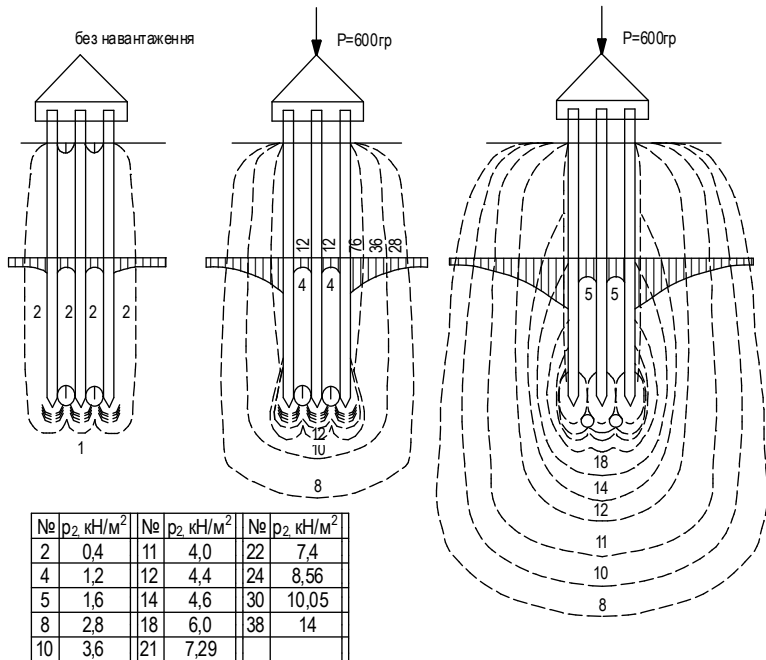 без навантаження
P=600гр
P=600гр
12 12 76 36 28
4 4
5 5
2 2 2 2
1
12
10
8
18
14
12
11
10
8
№ p₂, кН/м² № p₂, кН/м² № p₂, кН/м²
2 0,4 11 4,0 22 7,4
4 1,2 12 4,4 24 8,56
5 1,6 14 4,6 30 10,05
8 2,8 18 6,0 38 14
10 3,6 21 7,29